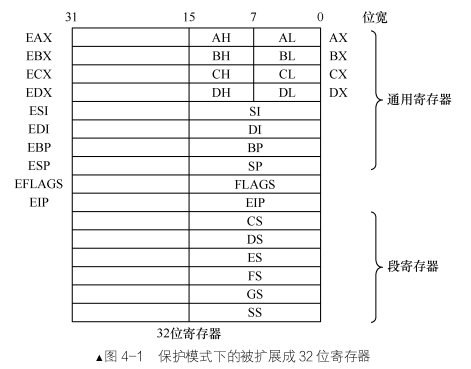 31 15 7 0 位宽
EAX AH AL AX
EBX BH BL BX
ECX CH CL CX
EDX DH DL DX
通用寄存器
ESI SI
EDI DI
EBP BP
ESP SP
EFLAGS FLAGS
EIP EIP
CS
DS
ES
段寄存器
FS
GS
SS
32位寄存器
▲图 4-1 保护模式下的被扩展成 32 位寄存器